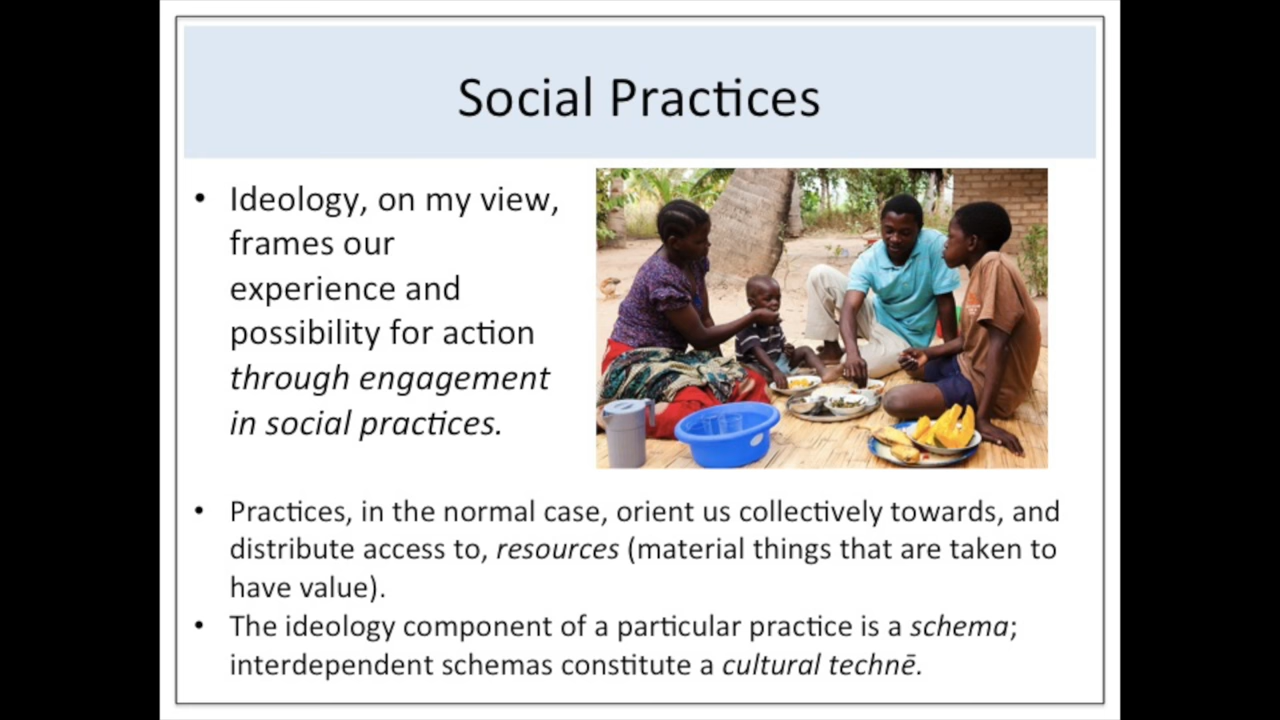 Social Practices
• Ideology, on my view,
frames our
experience and
possibility for action
through engagement
in social practices.
• Practices, in the normal case, orient us collectively towards, and
distribute access to, resources (material things that are taken to
have value).
• The ideology component of a particular practice is a schema;
interdependent schemas constitute a cultural technē.